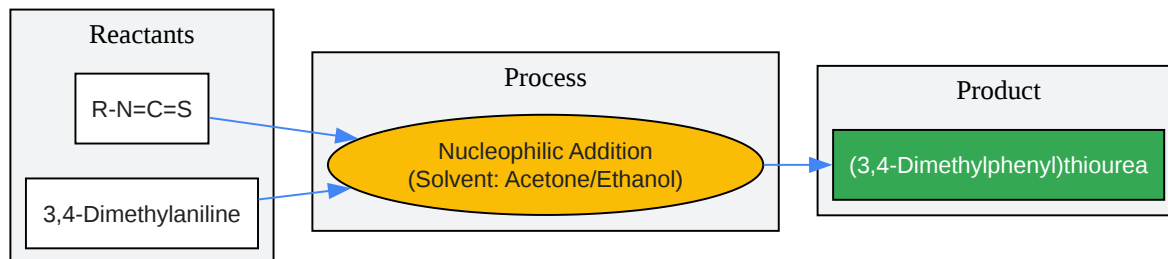 Reactants
R-N=C=S
3,4-Dimethylaniline
Process
Nucleophilic Addition
(Solvent: Acetone/Ethanol)
Product
(3,4-Dimethylphenyl)thiourea